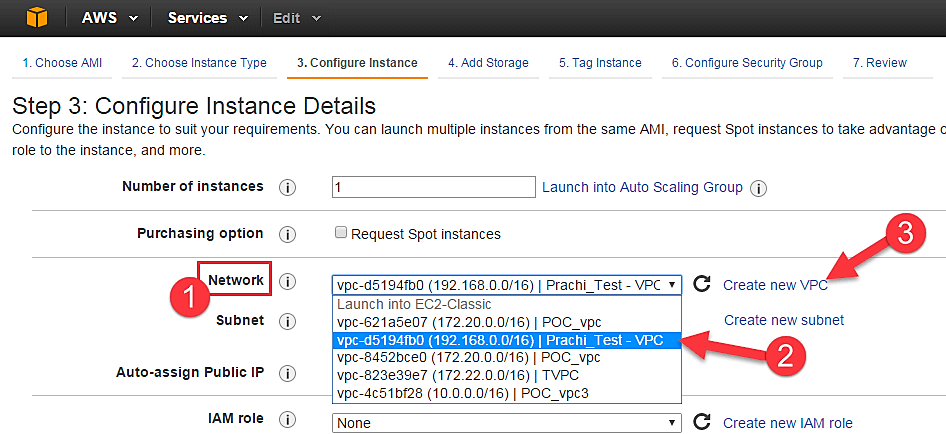 AWS Services Edit
1. Choose AMI 2. Choose Instance Type 3. Configure Instance 4. Add Storage 5. Tag Instance 6. Configure Security Group 7. Review
Step 3: Configure Instance Details
Configure the instance to suit your requirements. You can launch multiple instances from the same AMI, request Spot instances to take advantage o
role to the instance, and more.
Number of instances i 1 Launch into Auto Scaling Group i
Purchasing option i Request Spot instances
3
1 Network i vpc-d5194fb0 (192.168.0.0/16) | Prachi_Test - VPC Create new VPC
Launch into EC2-Classic
Subnet i vpc-621a5e07 (172.20.0.0/16) | POC_vpc Create new subnet
vpc-d5194fb0 (192.168.0.0/16) | Prachi_Test - VPC 2
vpc-8452bce0 (172.20.0.0/16) | POC_vpc
Auto-assign Public IP i vpc-823e39e7 (172.22.0.0/16) | TVPC
vpc-4c51bf28 (10.0.0.0/16) | POC_vpc3
IAM role i None Create new IAM role